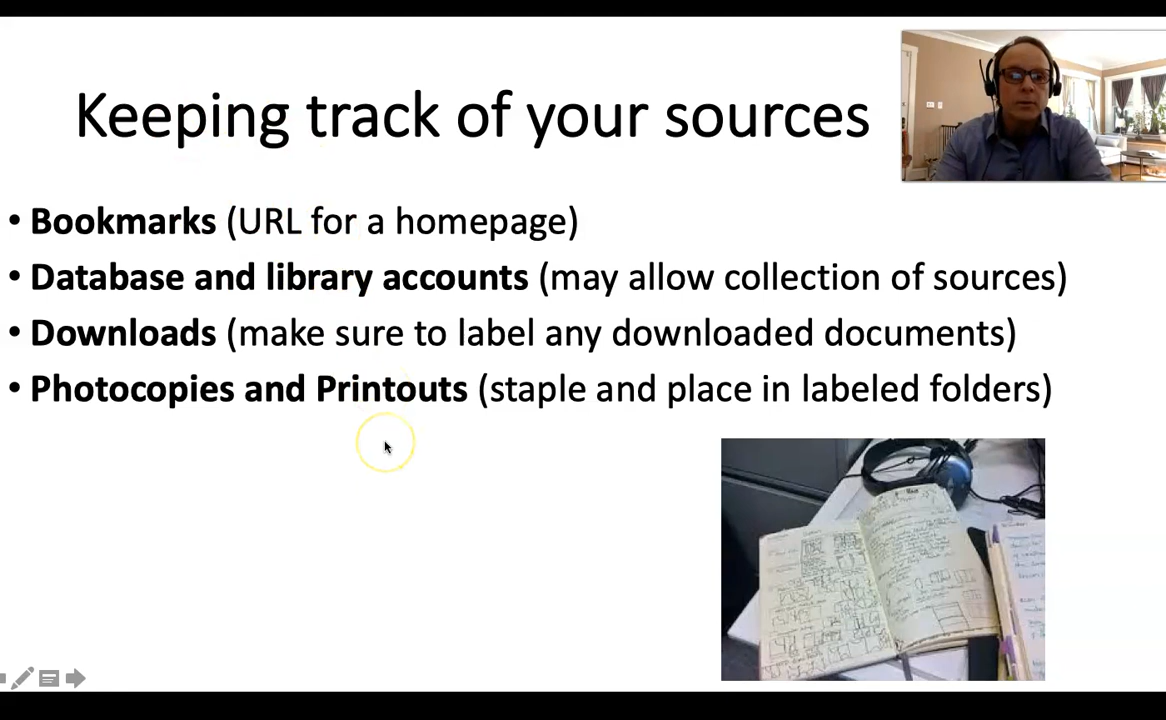 Keeping track of your sources
• Bookmarks (URL for a homepage)
• Database and library accounts (may allow collection of sources)
• Downloads (make sure to label any downloaded documents)
• Photocopies and Printouts (staple and place in labeled folders)